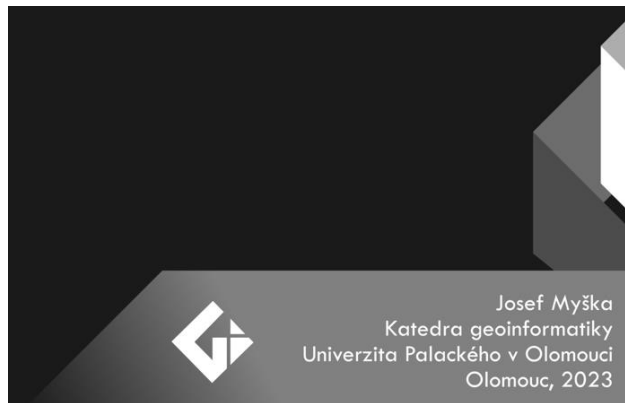 Josef Myška
Katedra geoinformatiky
Univerzita Palackého v Olomouci
Olomouc, 2023